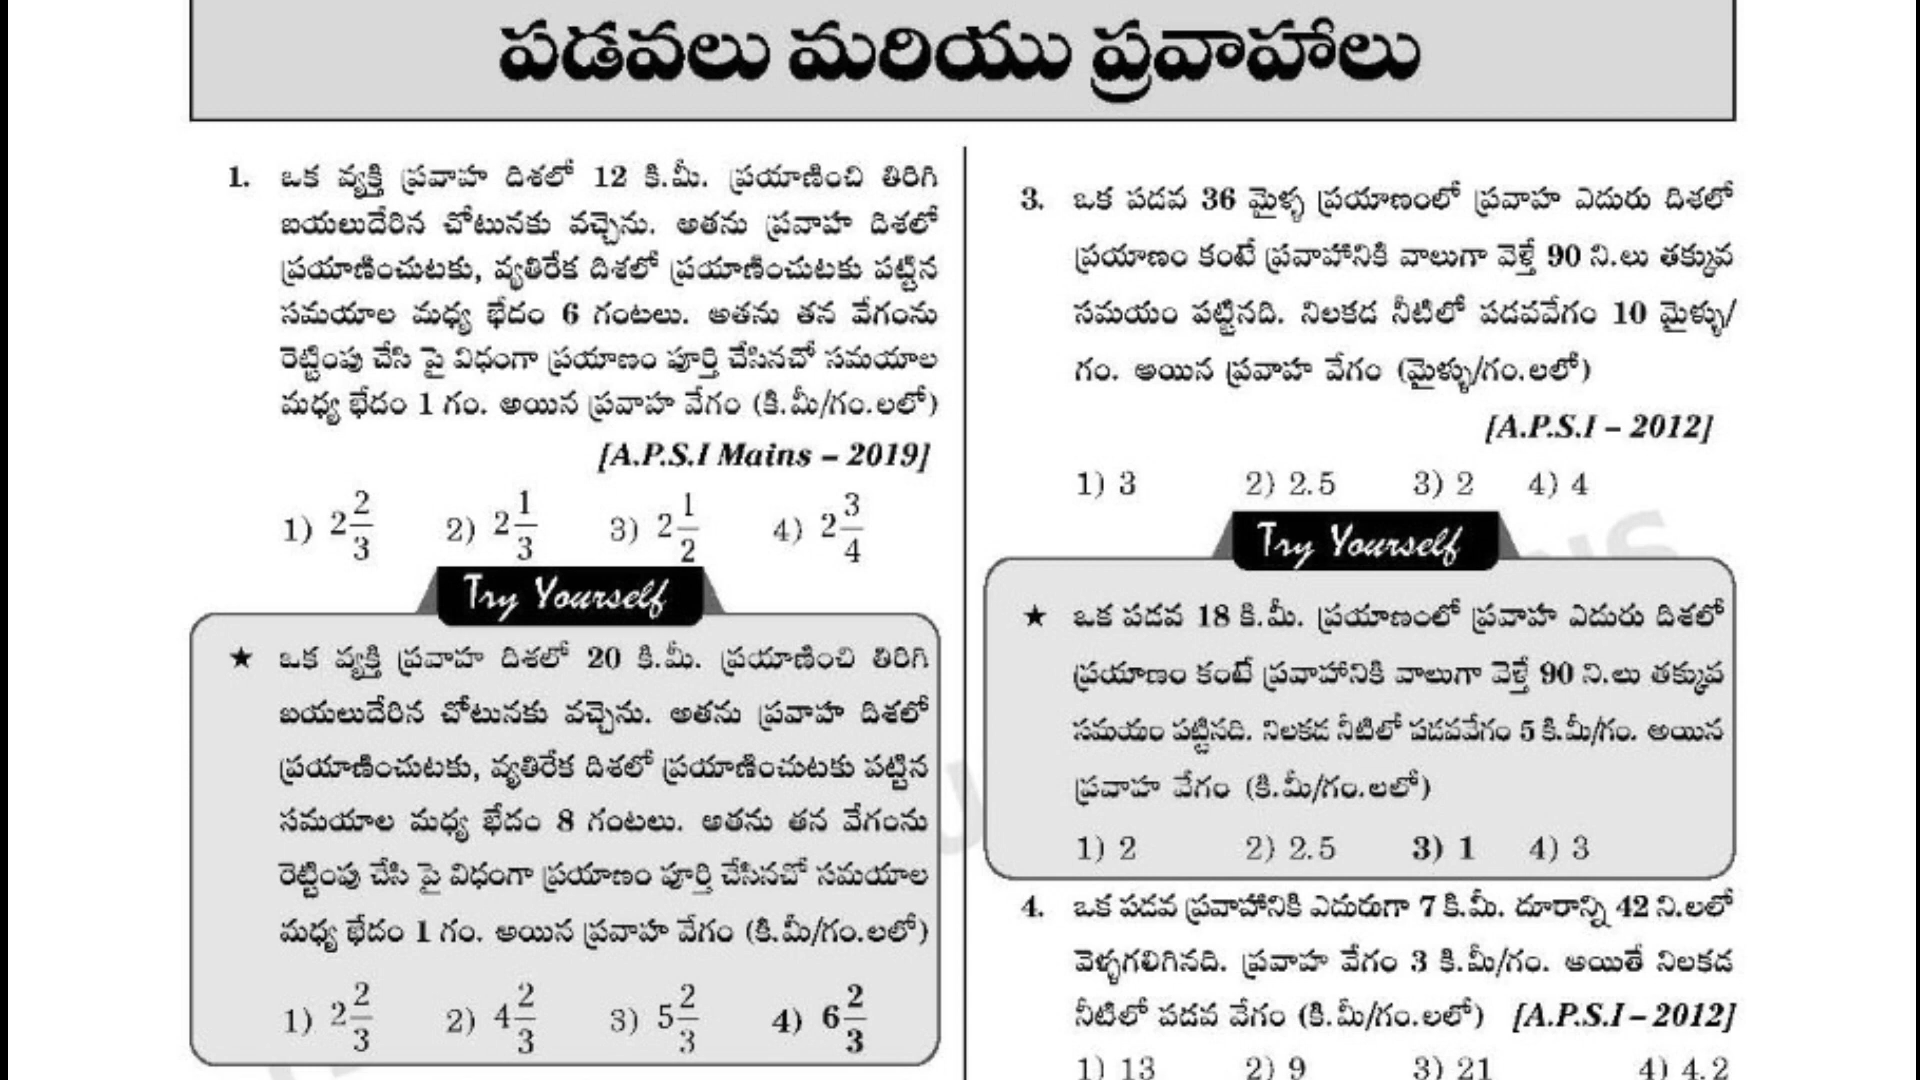 పడవలు మరియు ప్రవాహాలు
1. ఒక వ్యక్తి ప్రవాహ దిశలో 12 కి.మీ. ప్రయాణించి తిరిగి
బయలుదేరిన చోటునకు వచ్చెను. అతను ప్రవాహ దిశలో
ప్రయాణించుటకు, వ్యతిరేక దిశలో ప్రయాణించుటకు పట్టిన
సమయాల మధ్య భేదం 6 గంటలు. అతను తన వేగంను
రెట్టింపు చేసి పై విధంగా ప్రయాణం పూర్తి చేసినచో సమయాల
మధ్య భేదం 1 గం. అయిన ప్రవాహ వేగం (కి.మీ/గం.లలో)
[A.P.S.I Mains – 2019]
1) 2 2/3 2) 2 1/3 3) 2 1/2 4) 2 3/4
Try Yourself
★ ఒక వ్యక్తి ప్రవాహ దిశలో 20 కి.మీ. ప్రయాణించి తిరిగి
బయలుదేరిన చోటునకు వచ్చెను. అతను ప్రవాహ దిశలో
ప్రయాణించుటకు, వ్యతిరేక దిశలో ప్రయాణించుటకు పట్టిన
సమయాల మధ్య భేదం 8 గంటలు. అతను తన వేగంను
రెట్టింపు చేసి పై విధంగా ప్రయాణం పూర్తి చేసినచో సమయాల
మధ్య భేదం 1 గం. అయిన ప్రవాహ వేగం (కి.మీ/గం.లలో)
1) 2 2/3 2) 4 2/3 3) 5 2/3 4) 6 2/3
3. ఒక పడవ 36 మైళ్ళ ప్రయాణంలో ప్రవాహ ఎదురు దిశలో
ప్రయాణం కంటే ప్రవాహానికి వాలుగా వెళ్తే 90 ని.లు తక్కువ
సమయం పట్టినది. నిలకడ నీటిలో పడవవేగం 10 మైళ్ళు/
గం. అయిన ప్రవాహ వేగం (మైళ్ళు/గం.లలో)
[A.P.S.I – 2012]
1) 3 2) 2.5 3) 2 4) 4
Try Yourself
★ ఒక పడవ 18 కి.మీ. ప్రయాణంలో ప్రవాహ ఎదురు దిశలో
ప్రయాణం కంటే ప్రవాహానికి వాలుగా వెళ్తే 90 ని.లు తక్కువ
సమయం పట్టినది. నిలకడ నీటిలో పడవవేగం 5 కి.మీ/గం. అయిన
ప్రవాహ వేగం (కి.మీ/గం.లలో)
1) 2 2) 2.5 3) 1 4) 3
4. ఒక పడవ ప్రవాహానికి ఎదురుగా 7 కి.మీ. దూరాన్ని 42 ని.లలో
వెళ్ళగలిగినది. ప్రవాహ వేగం 3 కి.మీ/గం. అయితే నిలకడ
నీటిలో పడవ వేగం (కి.మీ/గం.లలో) [A.P.S.I – 2012]
1) 13 2) 9 3) 21 4) 4.2